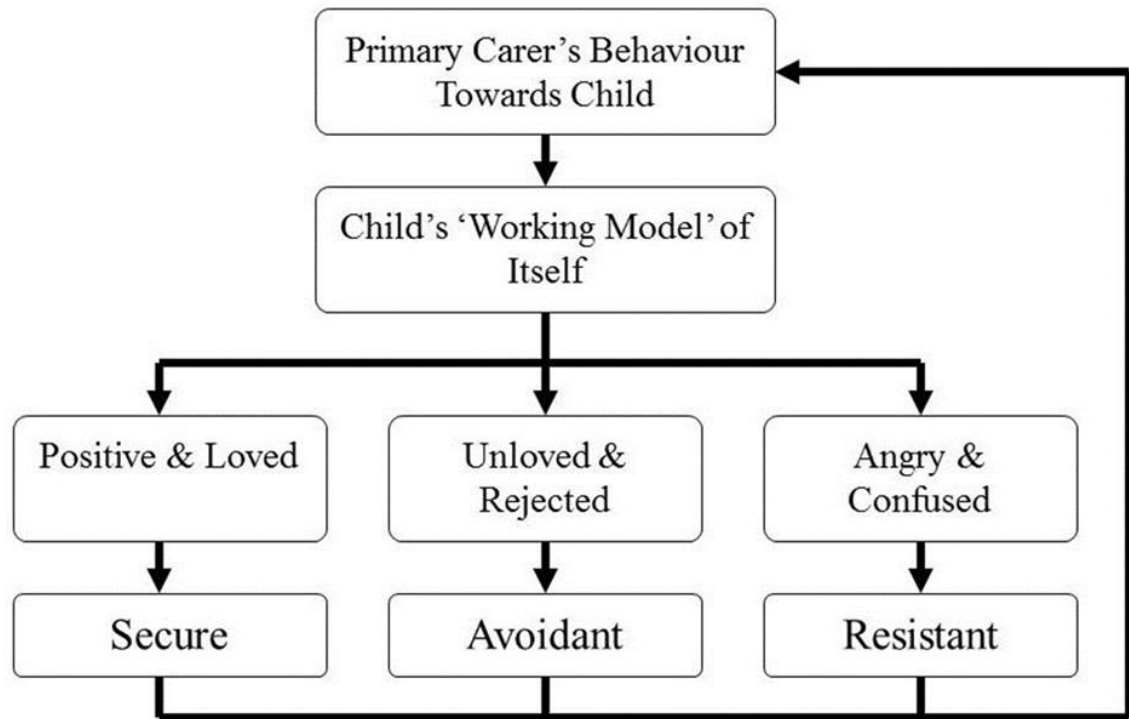 Primary Carer’s Behaviour
Towards Child
Child’s ‘Working Model’ of
Itself
Positive & Loved
Unloved &
Rejected
Angry &
Confused
Secure
Avoidant
Resistant